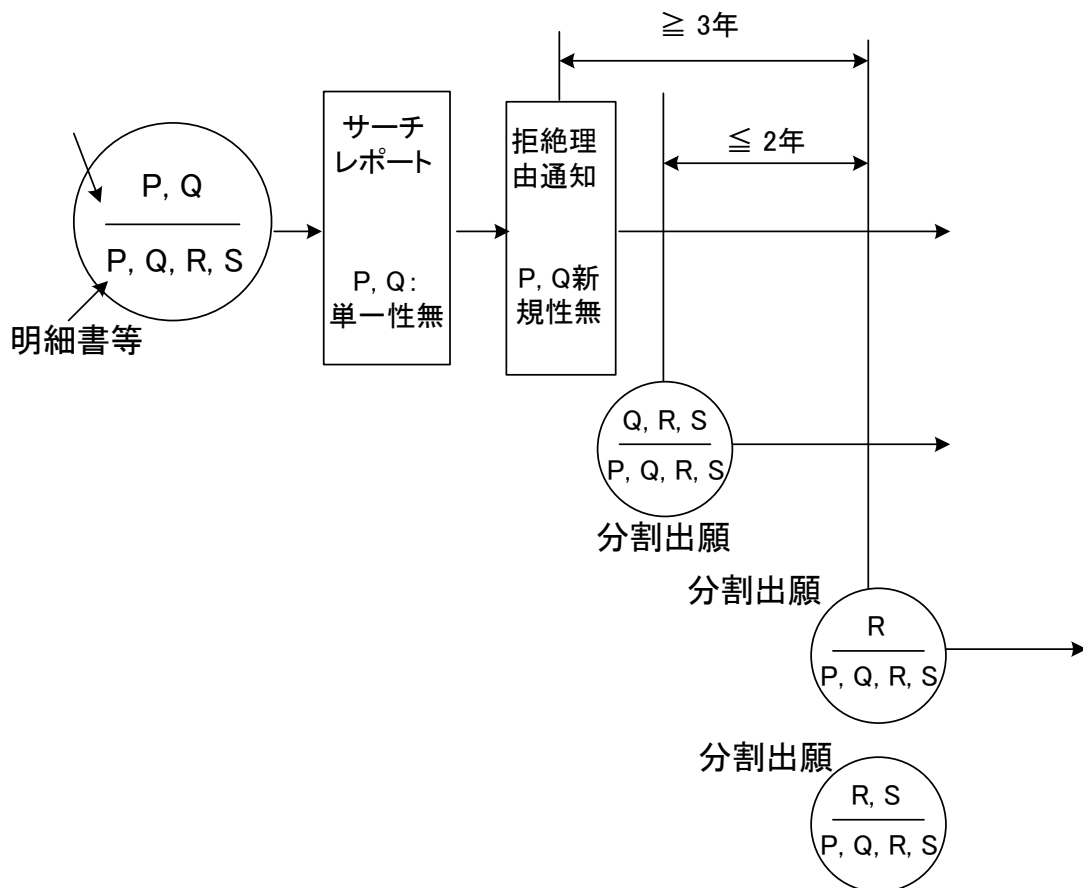 ≧ 3年
≦ 2年
P, Q
P, Q, R, S
明細書等
サーチ
レポート
P, Q:
単一性無
拒絶理
由通知
P, Q新
規性無
Q, R, S
P, Q, R, S
分割出願
分割出願
R
P, Q, R, S
分割出願
R, S
P, Q, R, S